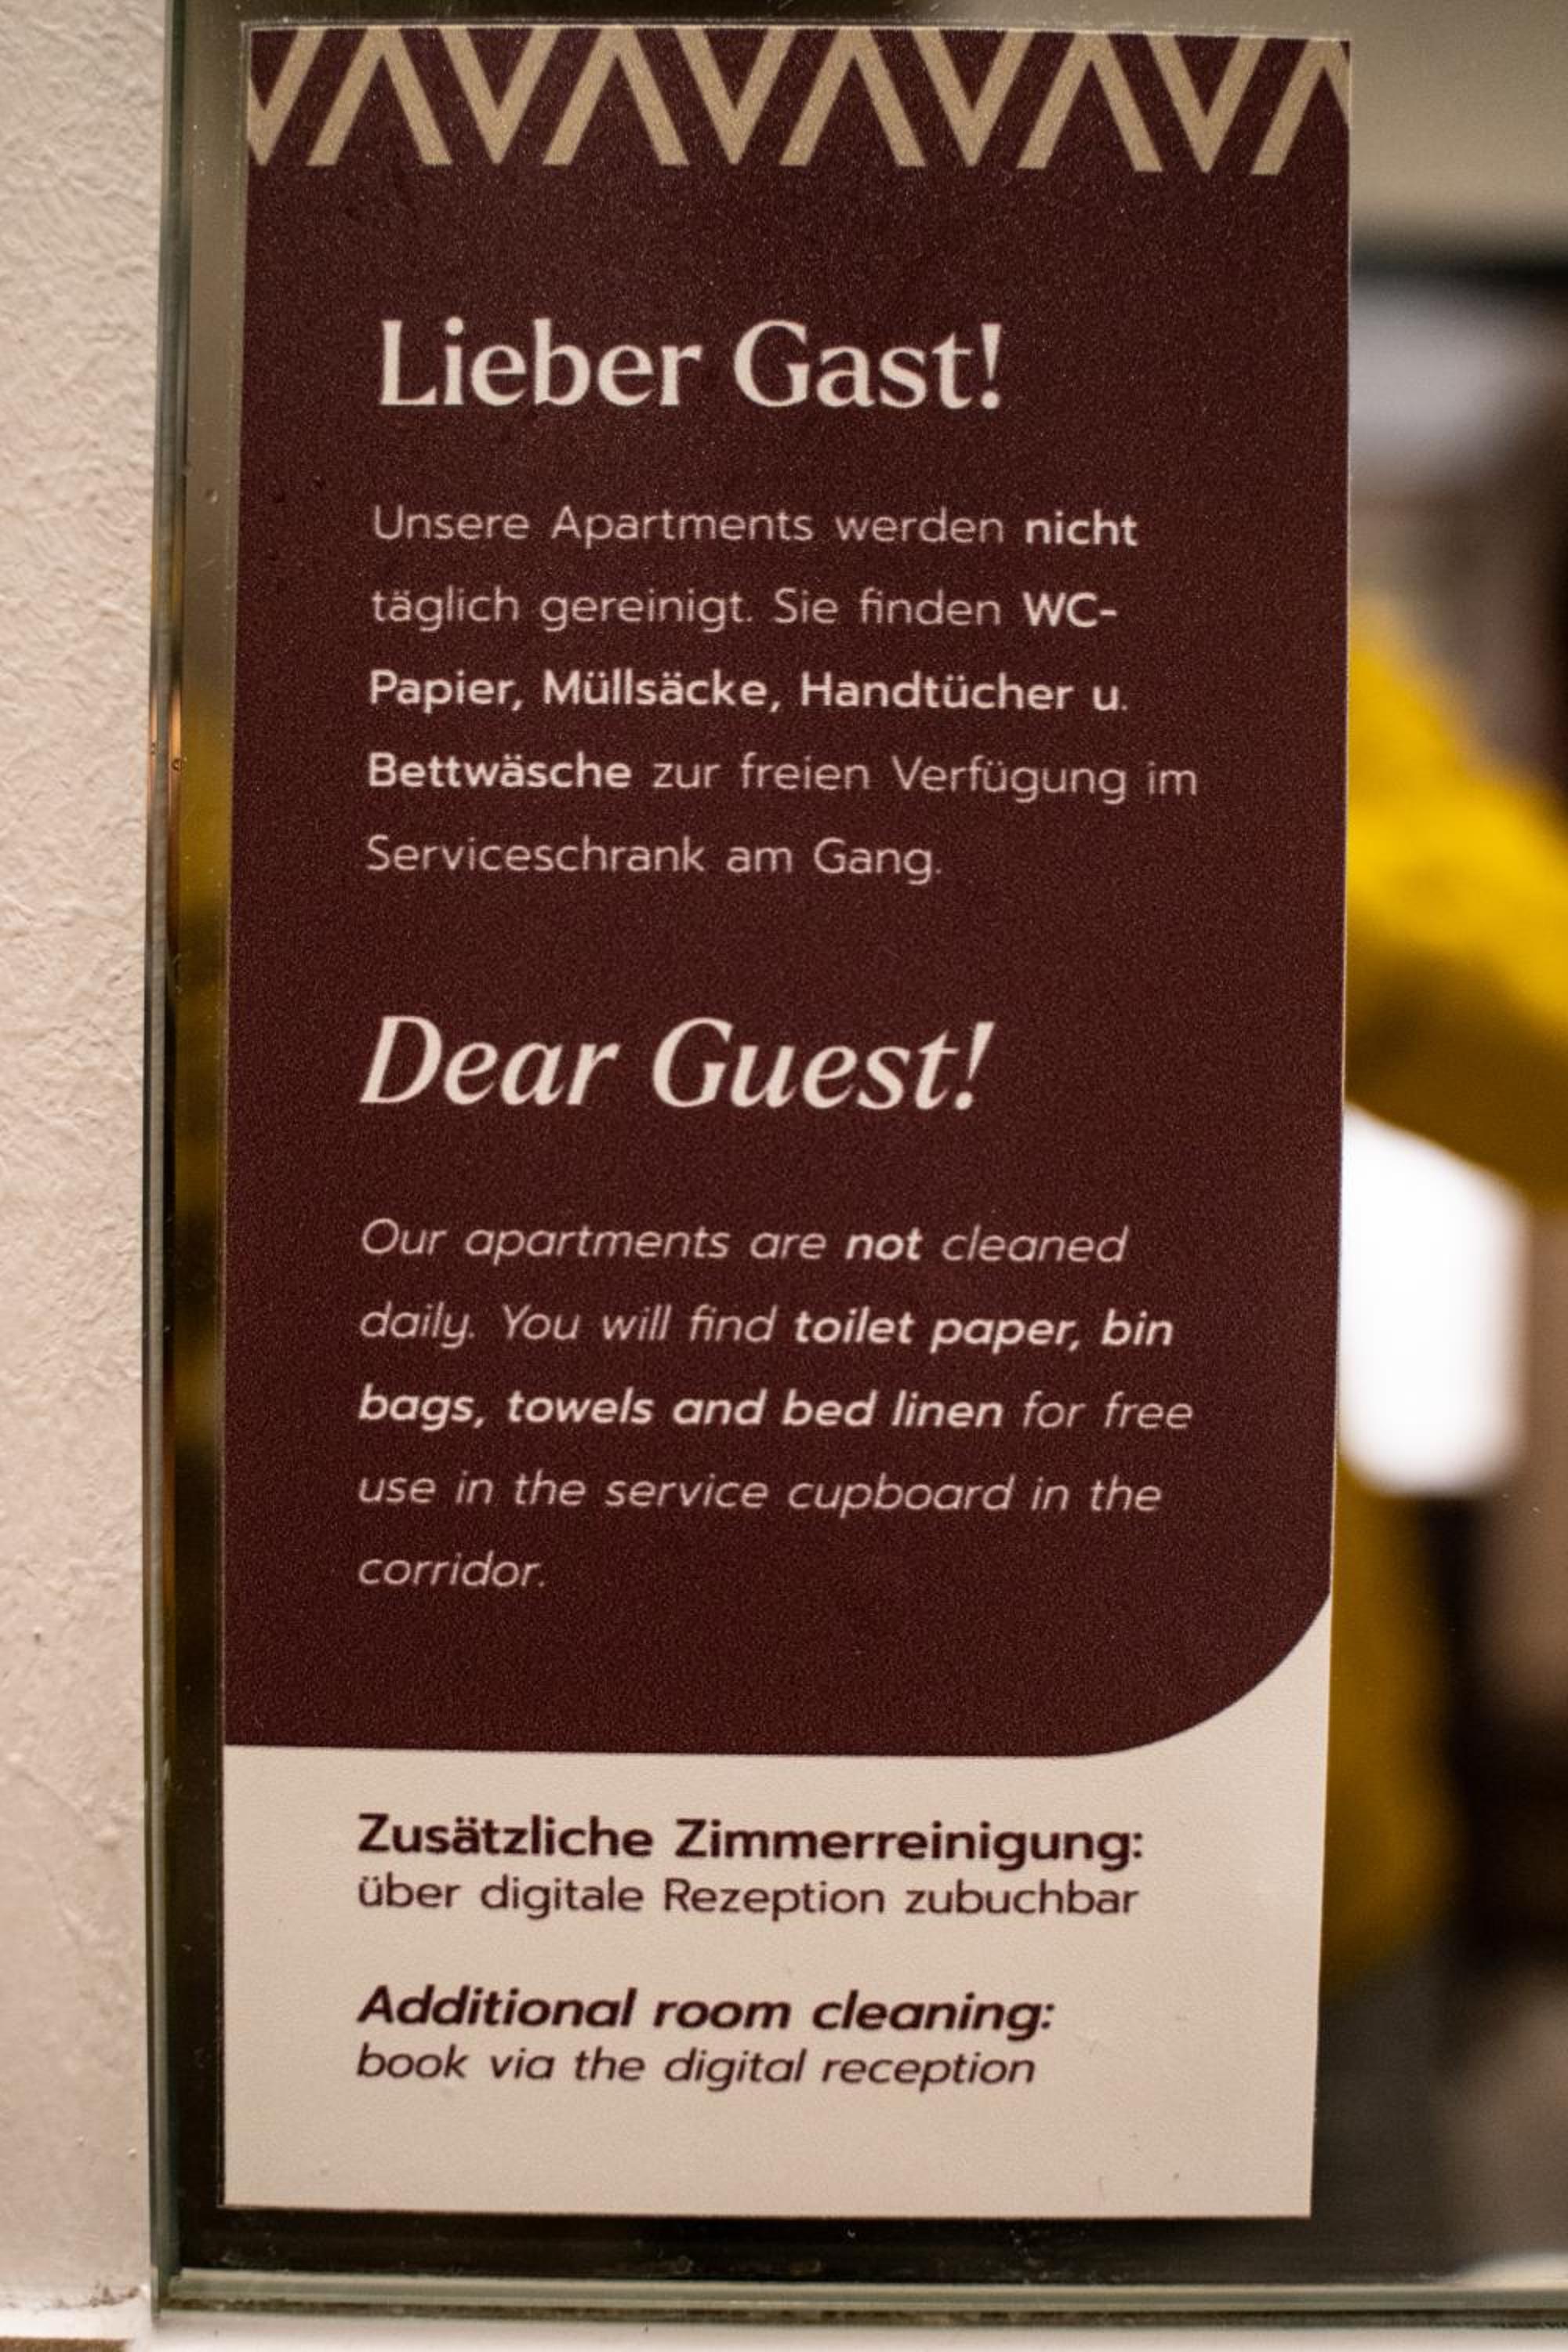 Lieber Gast!
Unsere Apartments werden nicht
täglich gereinigt. Sie finden WC-
Papier, Müllsäcke, Handtücher u.
Bettwäsche zur freien Verfügung im
Serviceschrank am Gang.
Dear Guest!
Our apartments are not cleaned
daily. You will find toilet paper, bin
bags, towels and bed linen for free
use in the service cupboard in the
corridor.
Zusätzliche Zimmerreinigung:
über digitale Rezeption zubuchbar
Additional room cleaning:
book via the digital reception